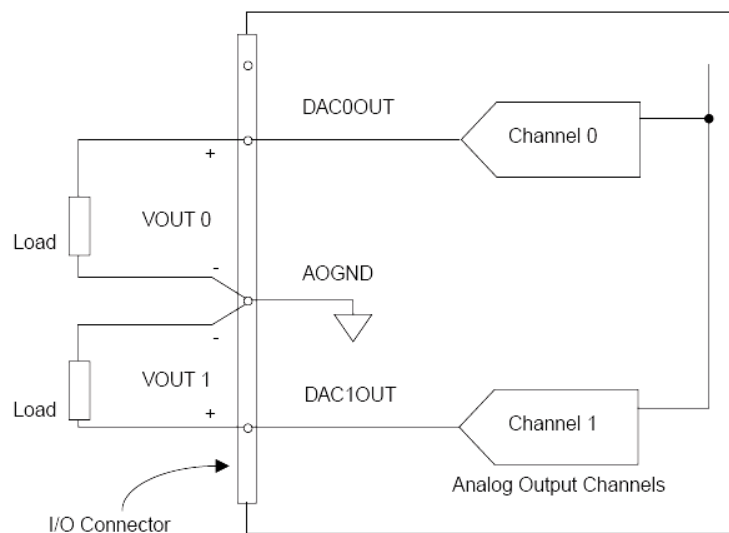 DAC0OUT
Channel 0
+
VOUT 0
Load
-
AOGND
-
VOUT 1
DAC1OUT
Load
+
Channel 1
Analog Output Channels
I/O Connector